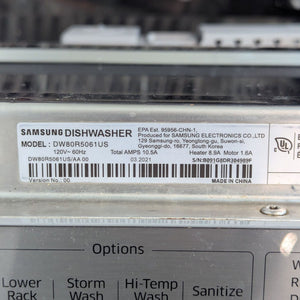 SAMSUNG DISHWASHER
MODEL : DW80R5061US
120V~ 60Hz Total AMPS 10.5A
DW80R5061US/AA 00 03.2021
Version No : 00
EPA Est. 95956-CHN-1,
Produced for SAMSUNG ELECTRONICS CO.,LTD
129 Samsung-ro, Yeongtong-gu, Suwon-si,
Gyeonggi-do, 16677, South Korea
Heater 8.9A Motor 1.6A
S/N:
UL
US
MADE IN CHINA
Options
Lower Rack
Storm Wash
Hi-Temp Wash
Sanitize